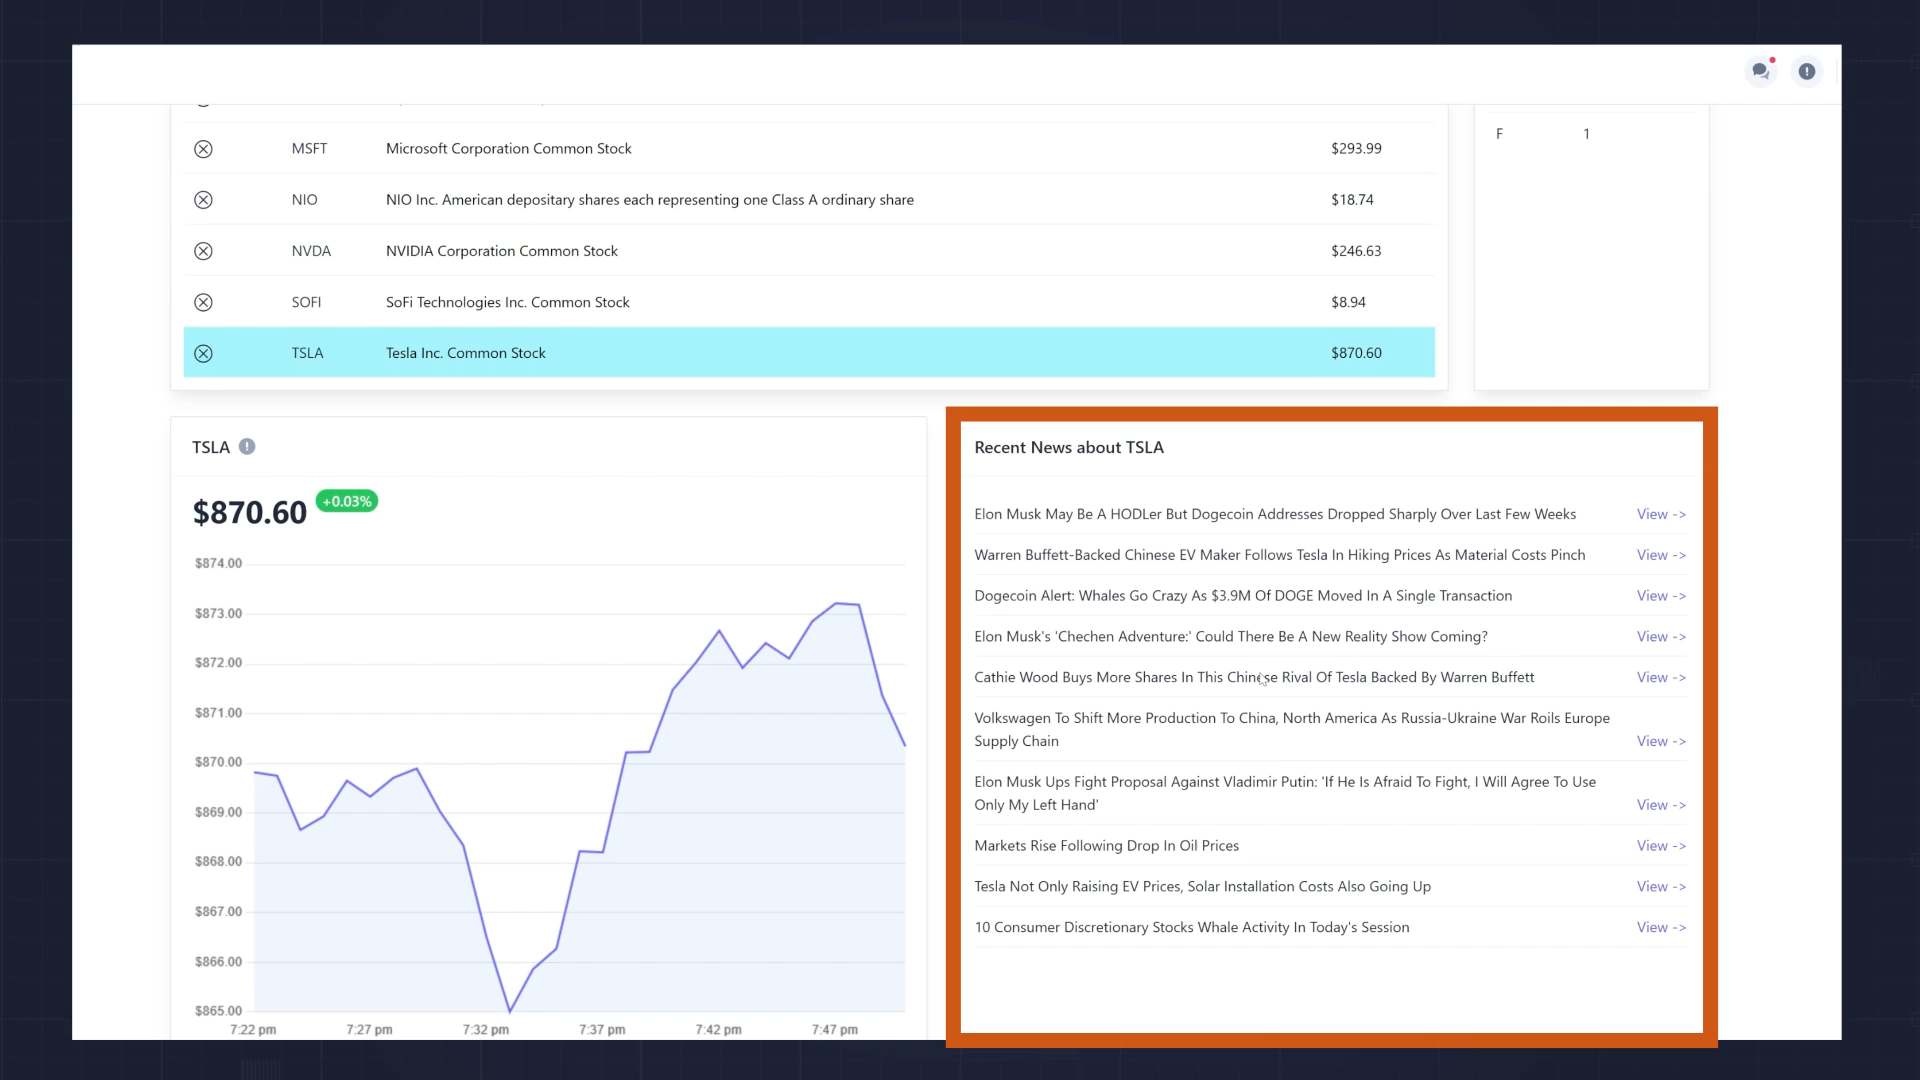 F 1
MSFT Microsoft Corporation Common Stock $293.99
NIO NIO Inc. American depositary shares each representing one Class A ordinary share $18.74
NVDA NVIDIA Corporation Common Stock $246.63
SOFI SoFi Technologies Inc. Common Stock $8.94
TSLA Tesla Inc. Common Stock $870.60
TSLA
$870.60 +0.03%
$874.00
$873.00
$872.00
$871.00
$870.00
$869.00
$868.00
$867.00
$866.00
$865.00
7:22 pm 7:27 pm 7:32 pm 7:37 pm 7:42 pm 7:47 pm
Recent News about TSLA
Elon Musk May Be A HODLer But Dogecoin Addresses Dropped Sharply Over Last Few Weeks View ->
Warren Buffett-Backed Chinese EV Maker Follows Tesla In Hiking Prices As Material Costs Pinch View ->
Dogecoin Alert: Whales Go Crazy As $3.9M Of DOGE Moved In A Single Transaction View ->
Elon Musk's 'Chechen Adventure:' Could There Be A New Reality Show Coming? View ->
Cathie Wood Buys More Shares In This Chinese Rival Of Tesla Backed By Warren Buffett View ->
Volkswagen To Shift More Production To China, North America As Russia-Ukraine War Roils Europe
Supply Chain View ->
Elon Musk Ups Fight Proposal Against Vladimir Putin: 'If He Is Afraid To Fight, I Will Agree To Use
Only My Left Hand' View ->
Markets Rise Following Drop In Oil Prices View ->
Tesla Not Only Raising EV Prices, Solar Installation Costs Also Going Up View ->
10 Consumer Discretionary Stocks Whale Activity In Today's Session View ->